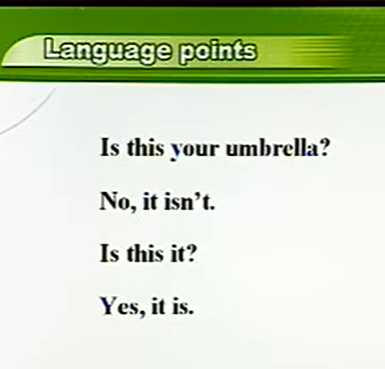 Language points
Is this your umbrella?
No, it isn't.
Is this it?
Yes, it is.